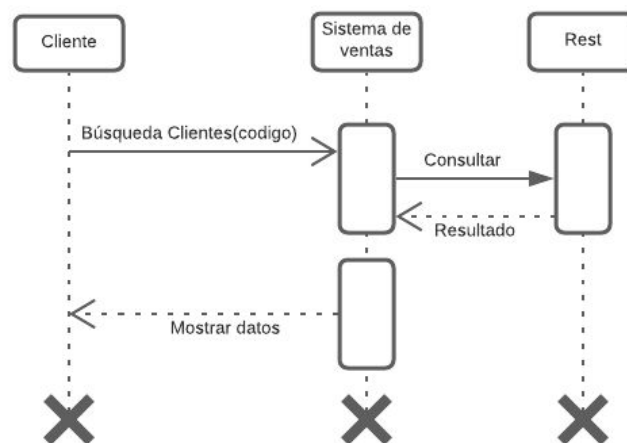 Cliente
Sistema de
ventas
Rest
Búsqueda Clientes(codigo)
Consultar
Resultado
Mostrar datos